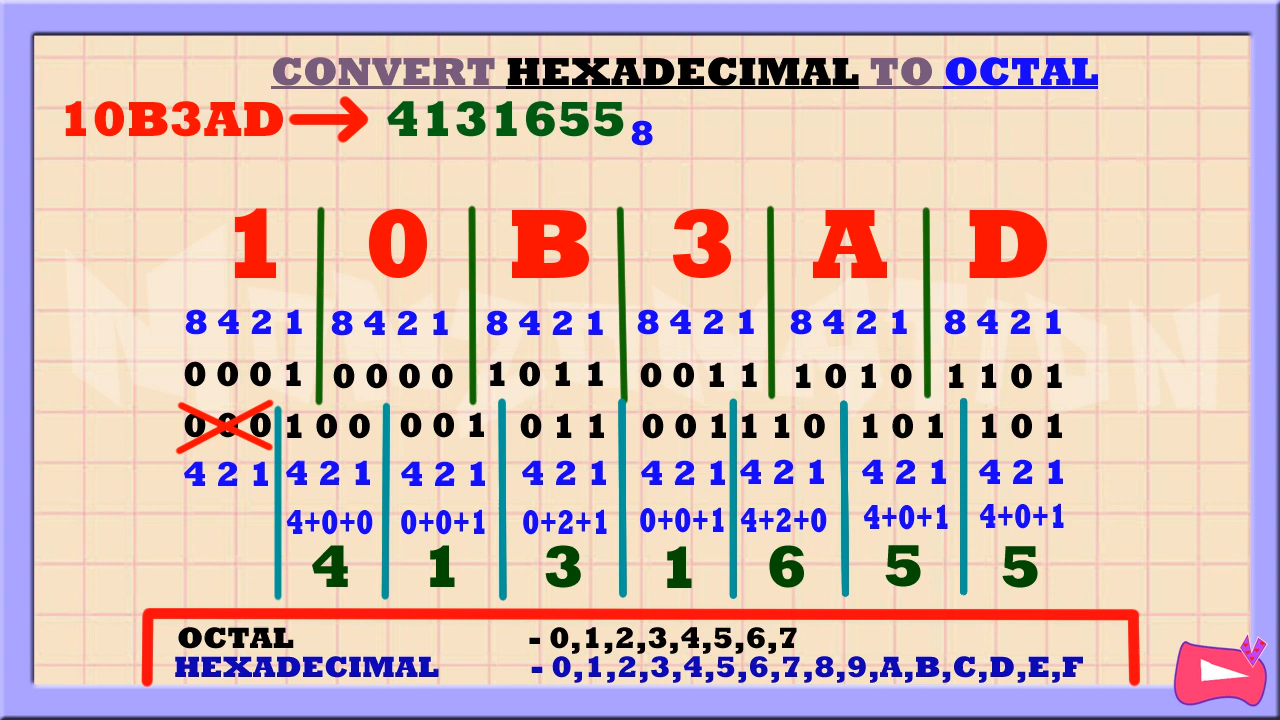 CONVERT HEXADECIMAL TO OCTAL
10B3AD → 4131655₈
1 0 B 3 A D
8 4 2 1 8 4 2 1 8 4 2 1 8 4 2 1 8 4 2 1 8 4 2 1
0 0 0 1 0 0 0 0 1 0 1 1 0 0 1 1 1 0 1 0 1 1 0 1
0 0 0 1 0 0 0 0 1 0 1 1 0 0 1 1 1 0 1 0 1 1 0 1
4 2 1 4 2 1 4 2 1 4 2 1 4 2 1 4 2 1 4 2 1 4 2 1
4+0+0 0+0+1 0+2+1 0+0+1 4+2+0 4+0+1 4+0+1
4 1 3 1 6 5 5
OCTAL - 0,1,2,3,4,5,6,7
HEXADECIMAL - 0,1,2,3,4,5,6,7,8,9,A,B,C,D,E,F